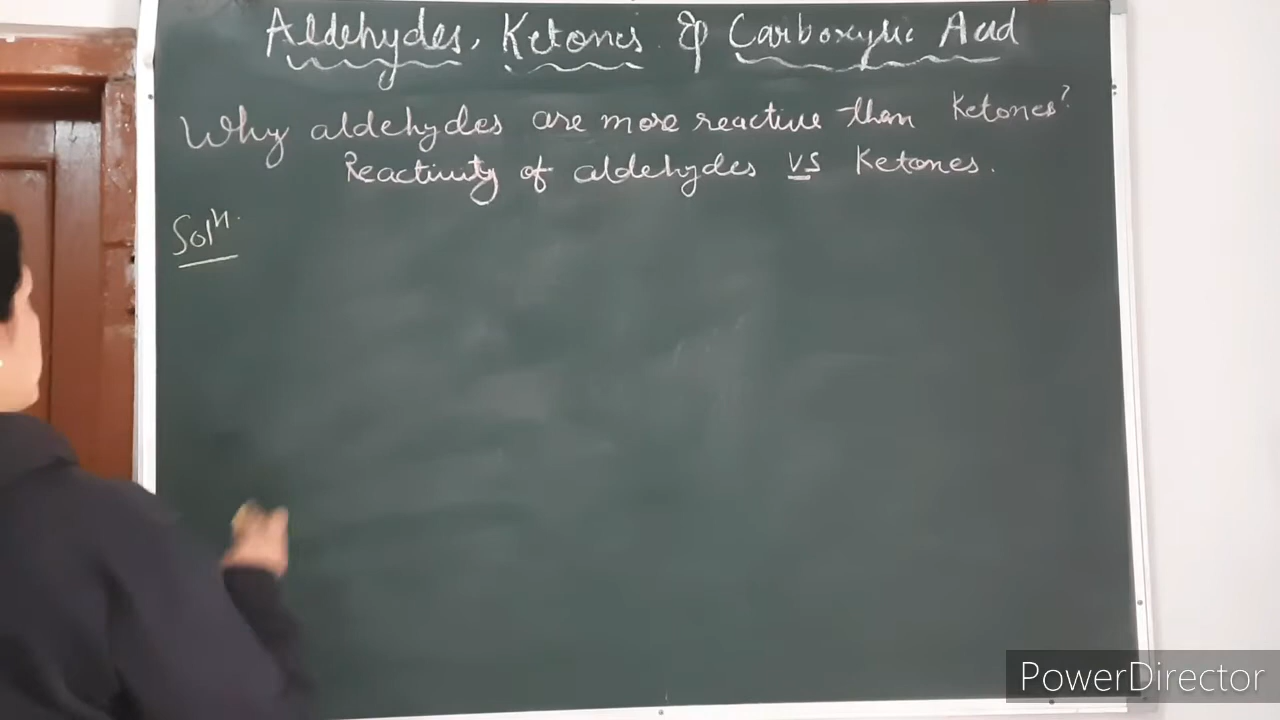 Aldehydes, Ketones & Carboxylic Acid
Why aldehydes are more reactive than Ketones?
Reactivity of aldehydes vs Ketones.
Solⁿ.
PowerDirector